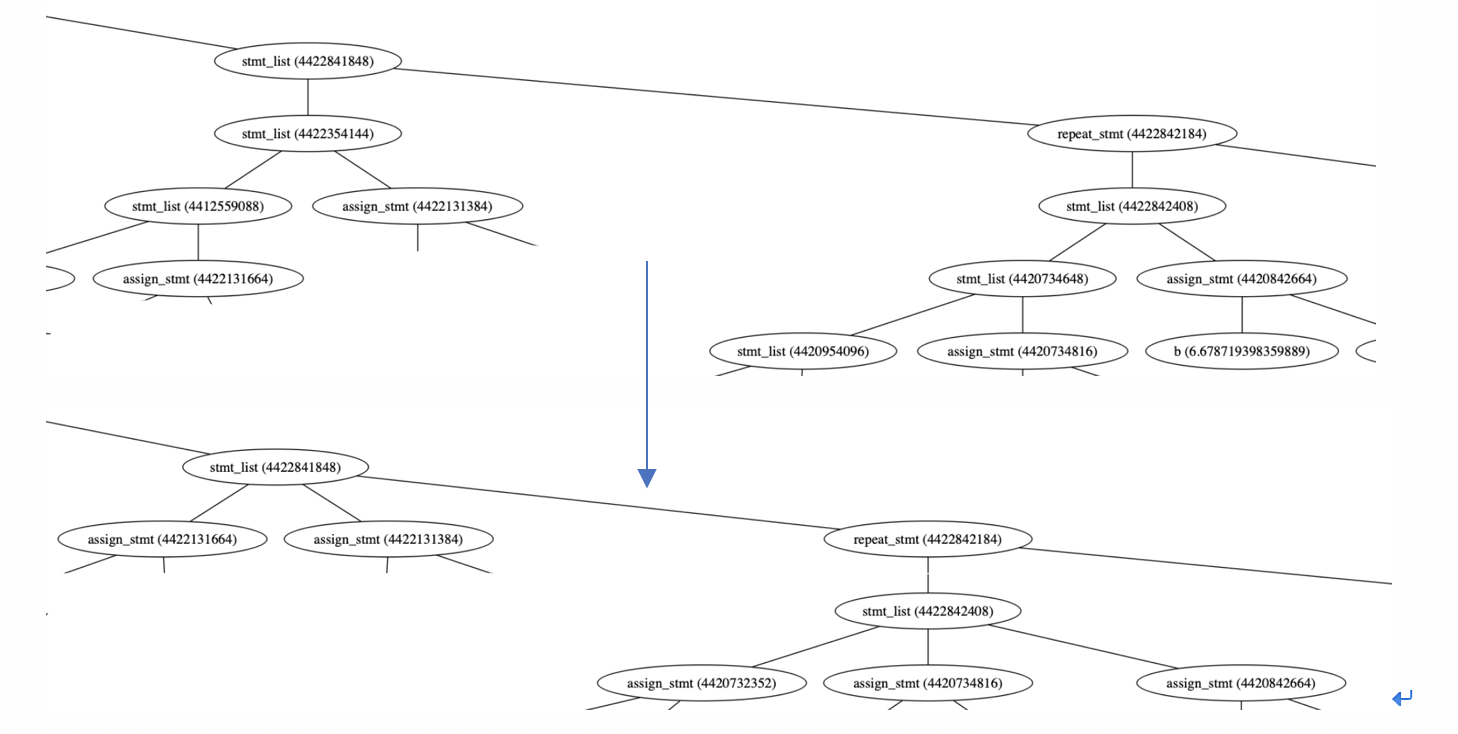 stmt_list (4422841848)
stmt_list (4422354144)
repeat_stmt (4422842184)
stmt_list (4412559088)
assign_stmt (4422131384)
stmt_list (4422842408)
assign_stmt (4422131664)
stmt_list (4420734648)
assign_stmt (4420842664)
stmt_list (4420954096)
assign_stmt (4420734816)
b (6.678719398359889)
stmt_list (4422841848)
assign_stmt (4422131664)
assign_stmt (4422131384)
repeat_stmt (4422842184)
stmt_list (4422842408)
assign_stmt (4420732352)
assign_stmt (4420734816)
assign_stmt (4420842664)